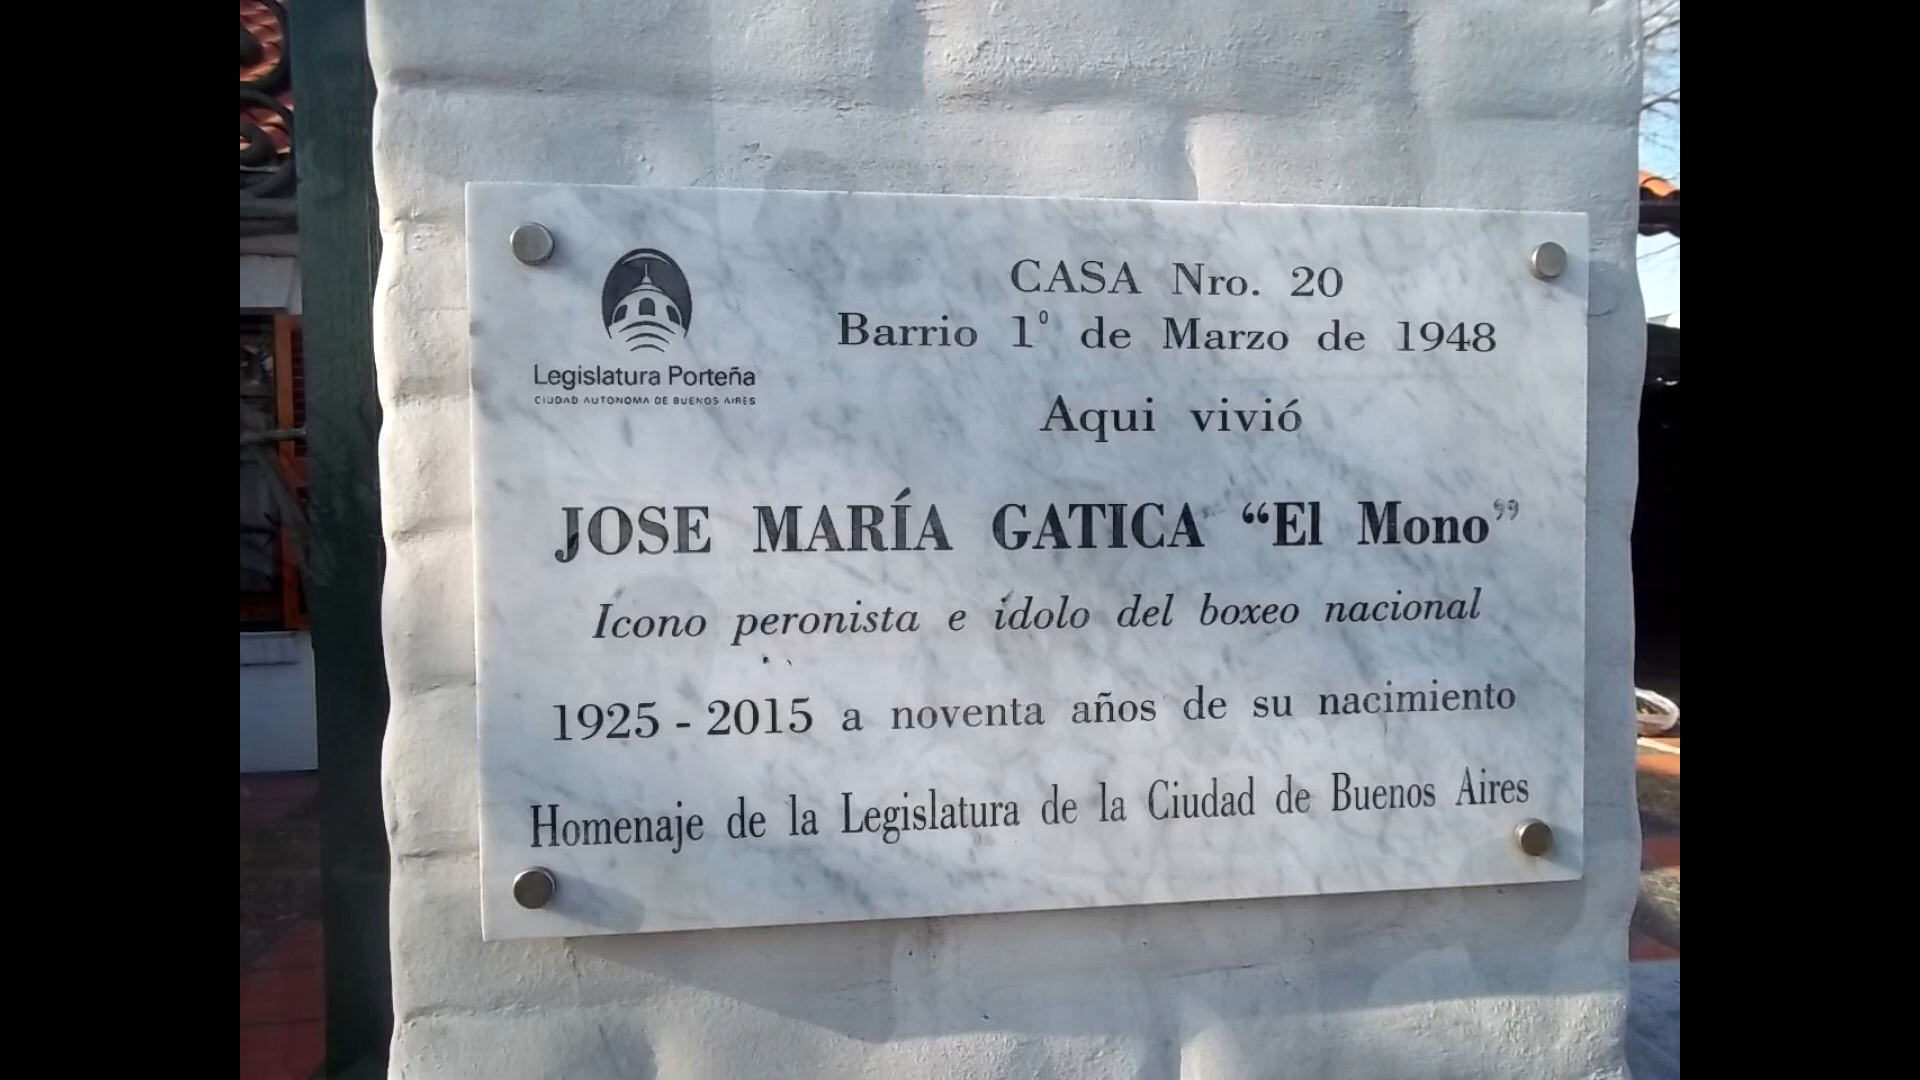 Legislatura Porteña
CIUDAD AUTONOMA DE BUENOS AIRES
CASA Nro. 20
Barrio 1º de Marzo de 1948
Aqui vivió
JOSE MARÍA GATICA “El Mono”
Icono peronista e ídolo del boxeo nacional
1925 - 2015 a noventa años de su nacimiento
Homenaje de la Legislatura de la Ciudad de Buenos Aires